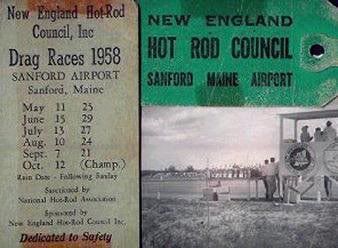 New England Hot-Rod
Council, Inc
Drag Races 1958
SANFORD AIRPORT
Sanford, Maine
May 11 25
June 15 29
July 13 27
Aug. 10 24
Sept. 7 21
Oct. 12 (Champ.)
Rain Date - Following Sunday
Sanctioned by
National Hot-Rod Association
Sponsored by
New England Hot-Rod Council Inc.
Dedicated to Safety
NEW ENGLAND
HOT ROD COUNCIL
SANFORD MAINE AIRPORT